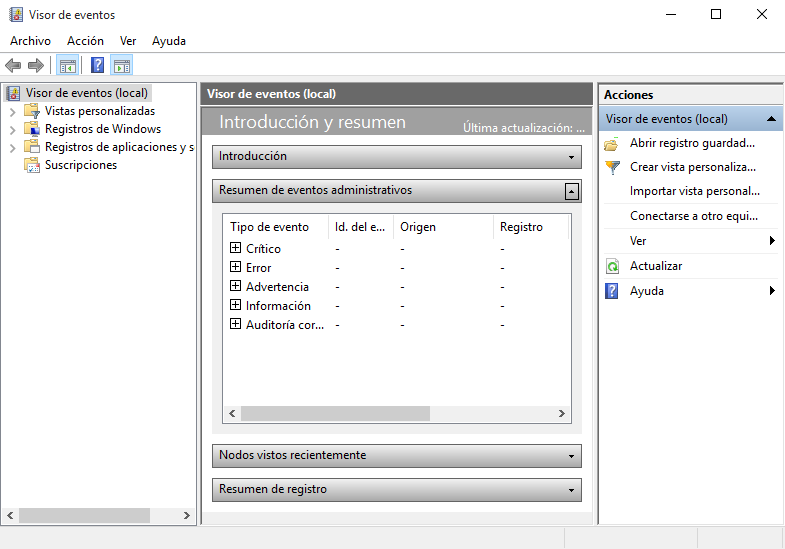 Visor de eventos
Archivo Acción Ver Ayuda
Visor de eventos (local)
Vistas personalizadas
Registros de Windows
Registros de aplicaciones y s
Suscripciones
Visor de eventos (local)
Introducción y resumen Última actualización: ...
Introducción
Resumen de eventos administrativos
Tipo de evento Id. del e... Origen Registro
Crítico - - -
Error - - -
Advertencia - - -
Información - - -
Auditoría cor... - - -
Nodos vistos recientemente
Resumen de registro
Acciones
Visor de eventos (local)
Abrir registro guardad...
Crear vista personaliza...
Importar vista personal...
Conectarse a otro equi...
Ver
Actualizar
Ayuda